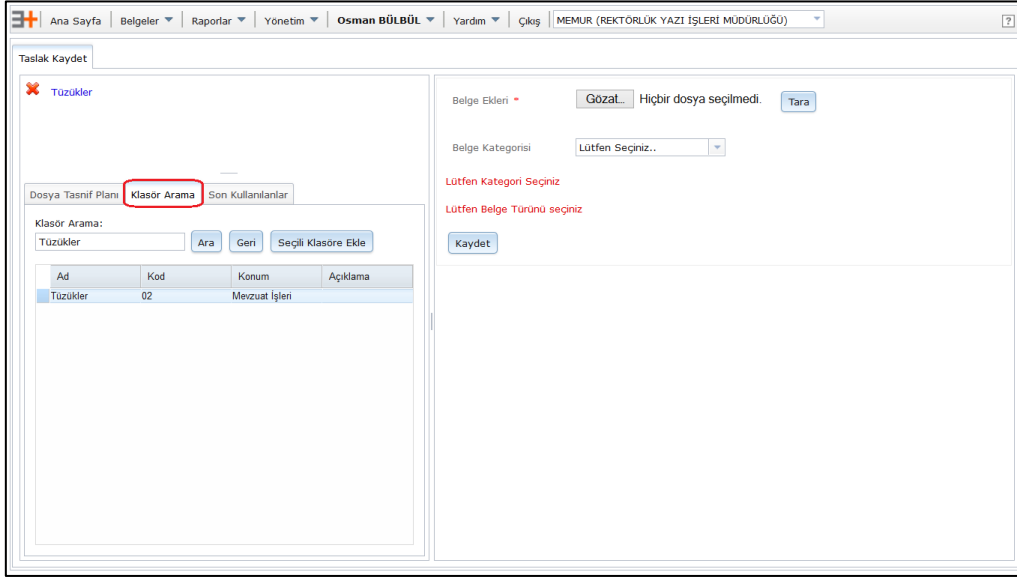 Ana Sayfa Belgeler Raporlar Yönetim Osman BÜLBÜL Yardım Çıkış MEMUR (REKTÖRLÜK YAZI İŞLERİ MÜDÜRLÜĞÜ) ?
Taslak Kaydet
Tüzükler
Dosya Tasnif Planı Klasör Arama Son Kullanılanlar
Klasör Arama:
Tüzükler Ara Geri Seçili Klasöre Ekle
Ad Kod Konum Açıklama
Tüzükler 02 Mevzuat İşleri
Belge Ekleri * Gözat... Hiçbir dosya seçilmedi. Tara
Belge Kategorisi Lütfen Seçiniz..
Lütfen Kategori Seçiniz
Lütfen Belge Türünü seçiniz
Kaydet